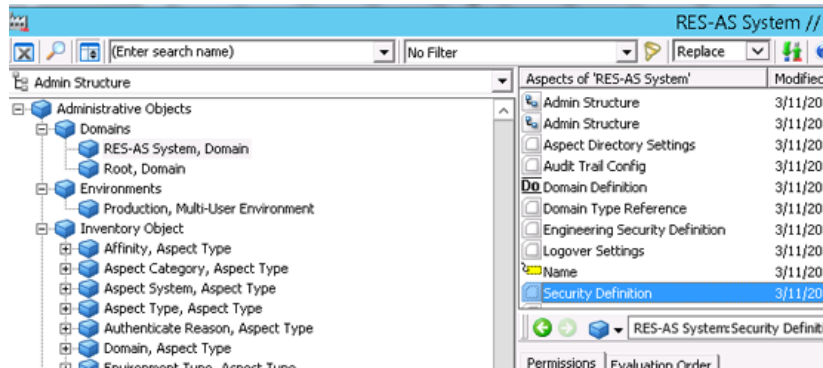 RES-AS System //
(Enter search name)
No Filter
Replace
Admin Structure
Administrative Objects
Domains
RES-AS System, Domain
Root, Domain
Environments
Production, Multi-User Environment
Inventory Object
Affinity, Aspect Type
Aspect Category, Aspect Type
Aspect System, Aspect Type
Aspect Type, Aspect Type
Authenticate Reason, Aspect Type
Domain, Aspect Type
Environment Type, Aspect Type
Aspects of 'RES-AS System' Modified
Admin Structure 3/11/20
Admin Structure 3/11/20
Aspect Directory Settings 3/11/20
Audit Trail Config 3/11/20
Do Domain Definition 3/11/20
Domain Type Reference 3/11/20
Engineering Security Definition 3/11/20
Logover Settings 3/11/20
Name 3/11/20
Security Definition 3/11/20
RES-AS System:Security Definiti
Permissions Evaluation Order